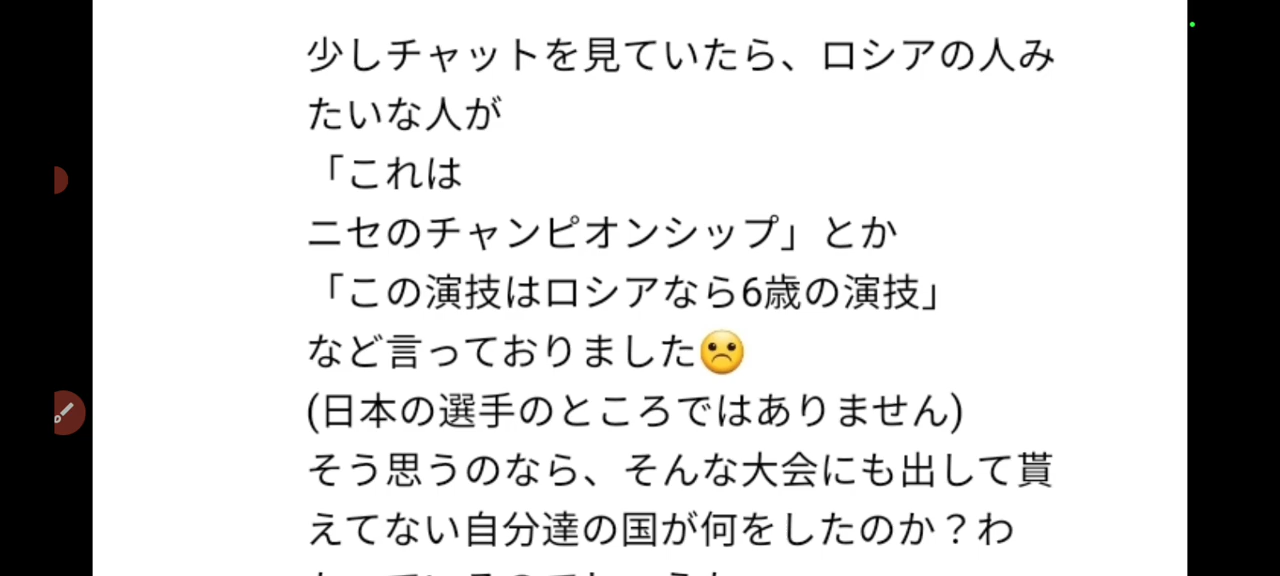 少しチャットを見ていたら、ロシアの人み
たいな人が
「これは
ニセのチャンピオンシップ」とか
「この演技はロシアなら6歳の演技」
など言っておりました☹️
(日本の選手のところではありません)
そう思うのなら、そんな大会にも出して貰
えてない自分達の国が何をしたのか？わ